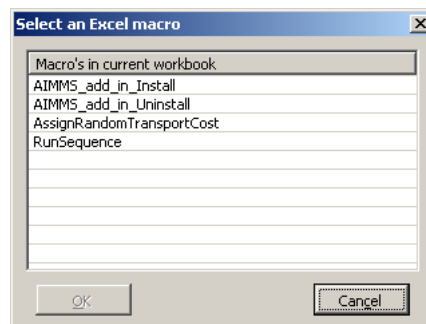 Select an Excel macro
Macro's in current workbook
AIMMS_add_in_Install
AIMMS_add_in_Uninstall
AssignRandomTransportCost
RunSequence
OK
Cancel